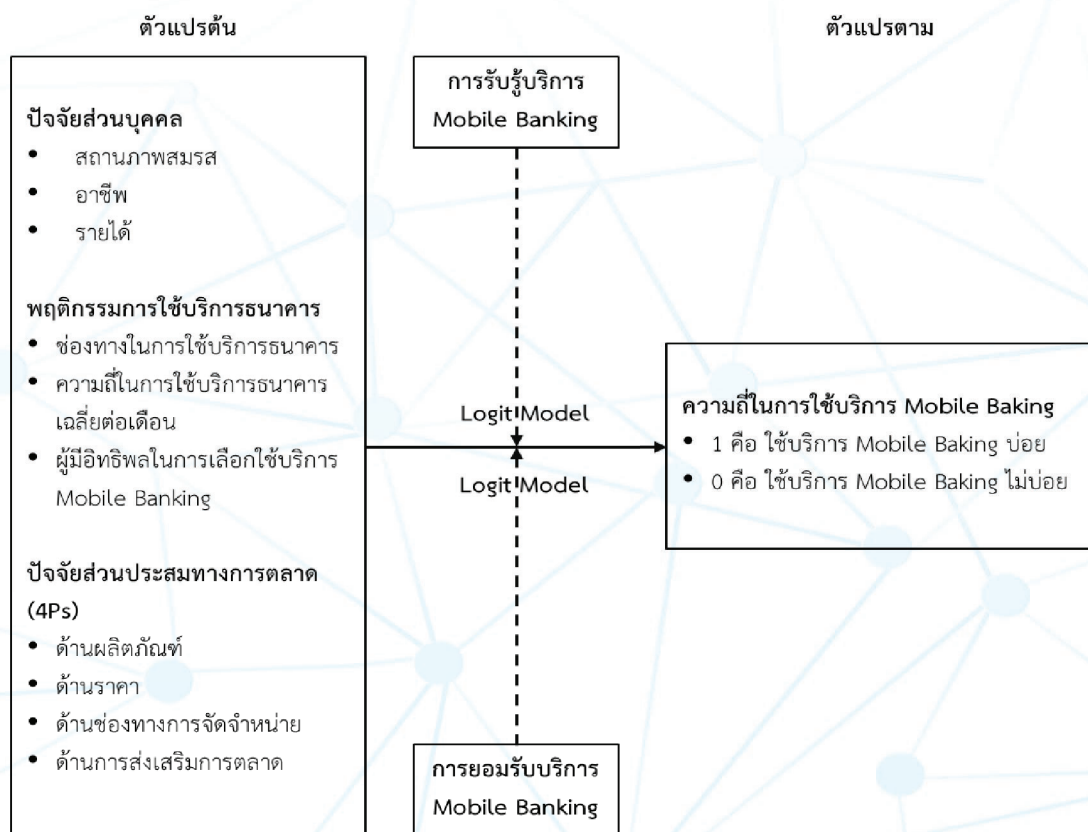 ตัวแปรต้น
ตัวแปรตาม
ปัจจัยส่วนบุคคล
• สถานภาพสมรส
• อาชีพ
• รายได้
พฤติกรรมการใช้บริการธนาคาร
• ช่องทางในการใช้บริการธนาคาร
• ความถี่ในการใช้บริการธนาคาร
เฉลี่ยต่อเดือน
• ผู้มีอิทธิพลในการเลือกใช้บริการ
Mobile Banking
ปัจจัยส่วนประสมทางการตลาด
(4Ps)
• ด้านผลิตภัณฑ์
• ด้านราคา
• ด้านช่องทางการจัดจำหน่าย
• ด้านการส่งเสริมการตลาด
การรับรู้บริการ
Mobile Banking
Logit Model
Logit Model
การยอมรับบริการ
Mobile Banking
ความถี่ในการใช้บริการ Mobile Baking
• 1 คือ ใช้บริการ Mobile Baking บ่อย
• 0 คือ ใช้บริการ Mobile Baking ไม่บ่อย